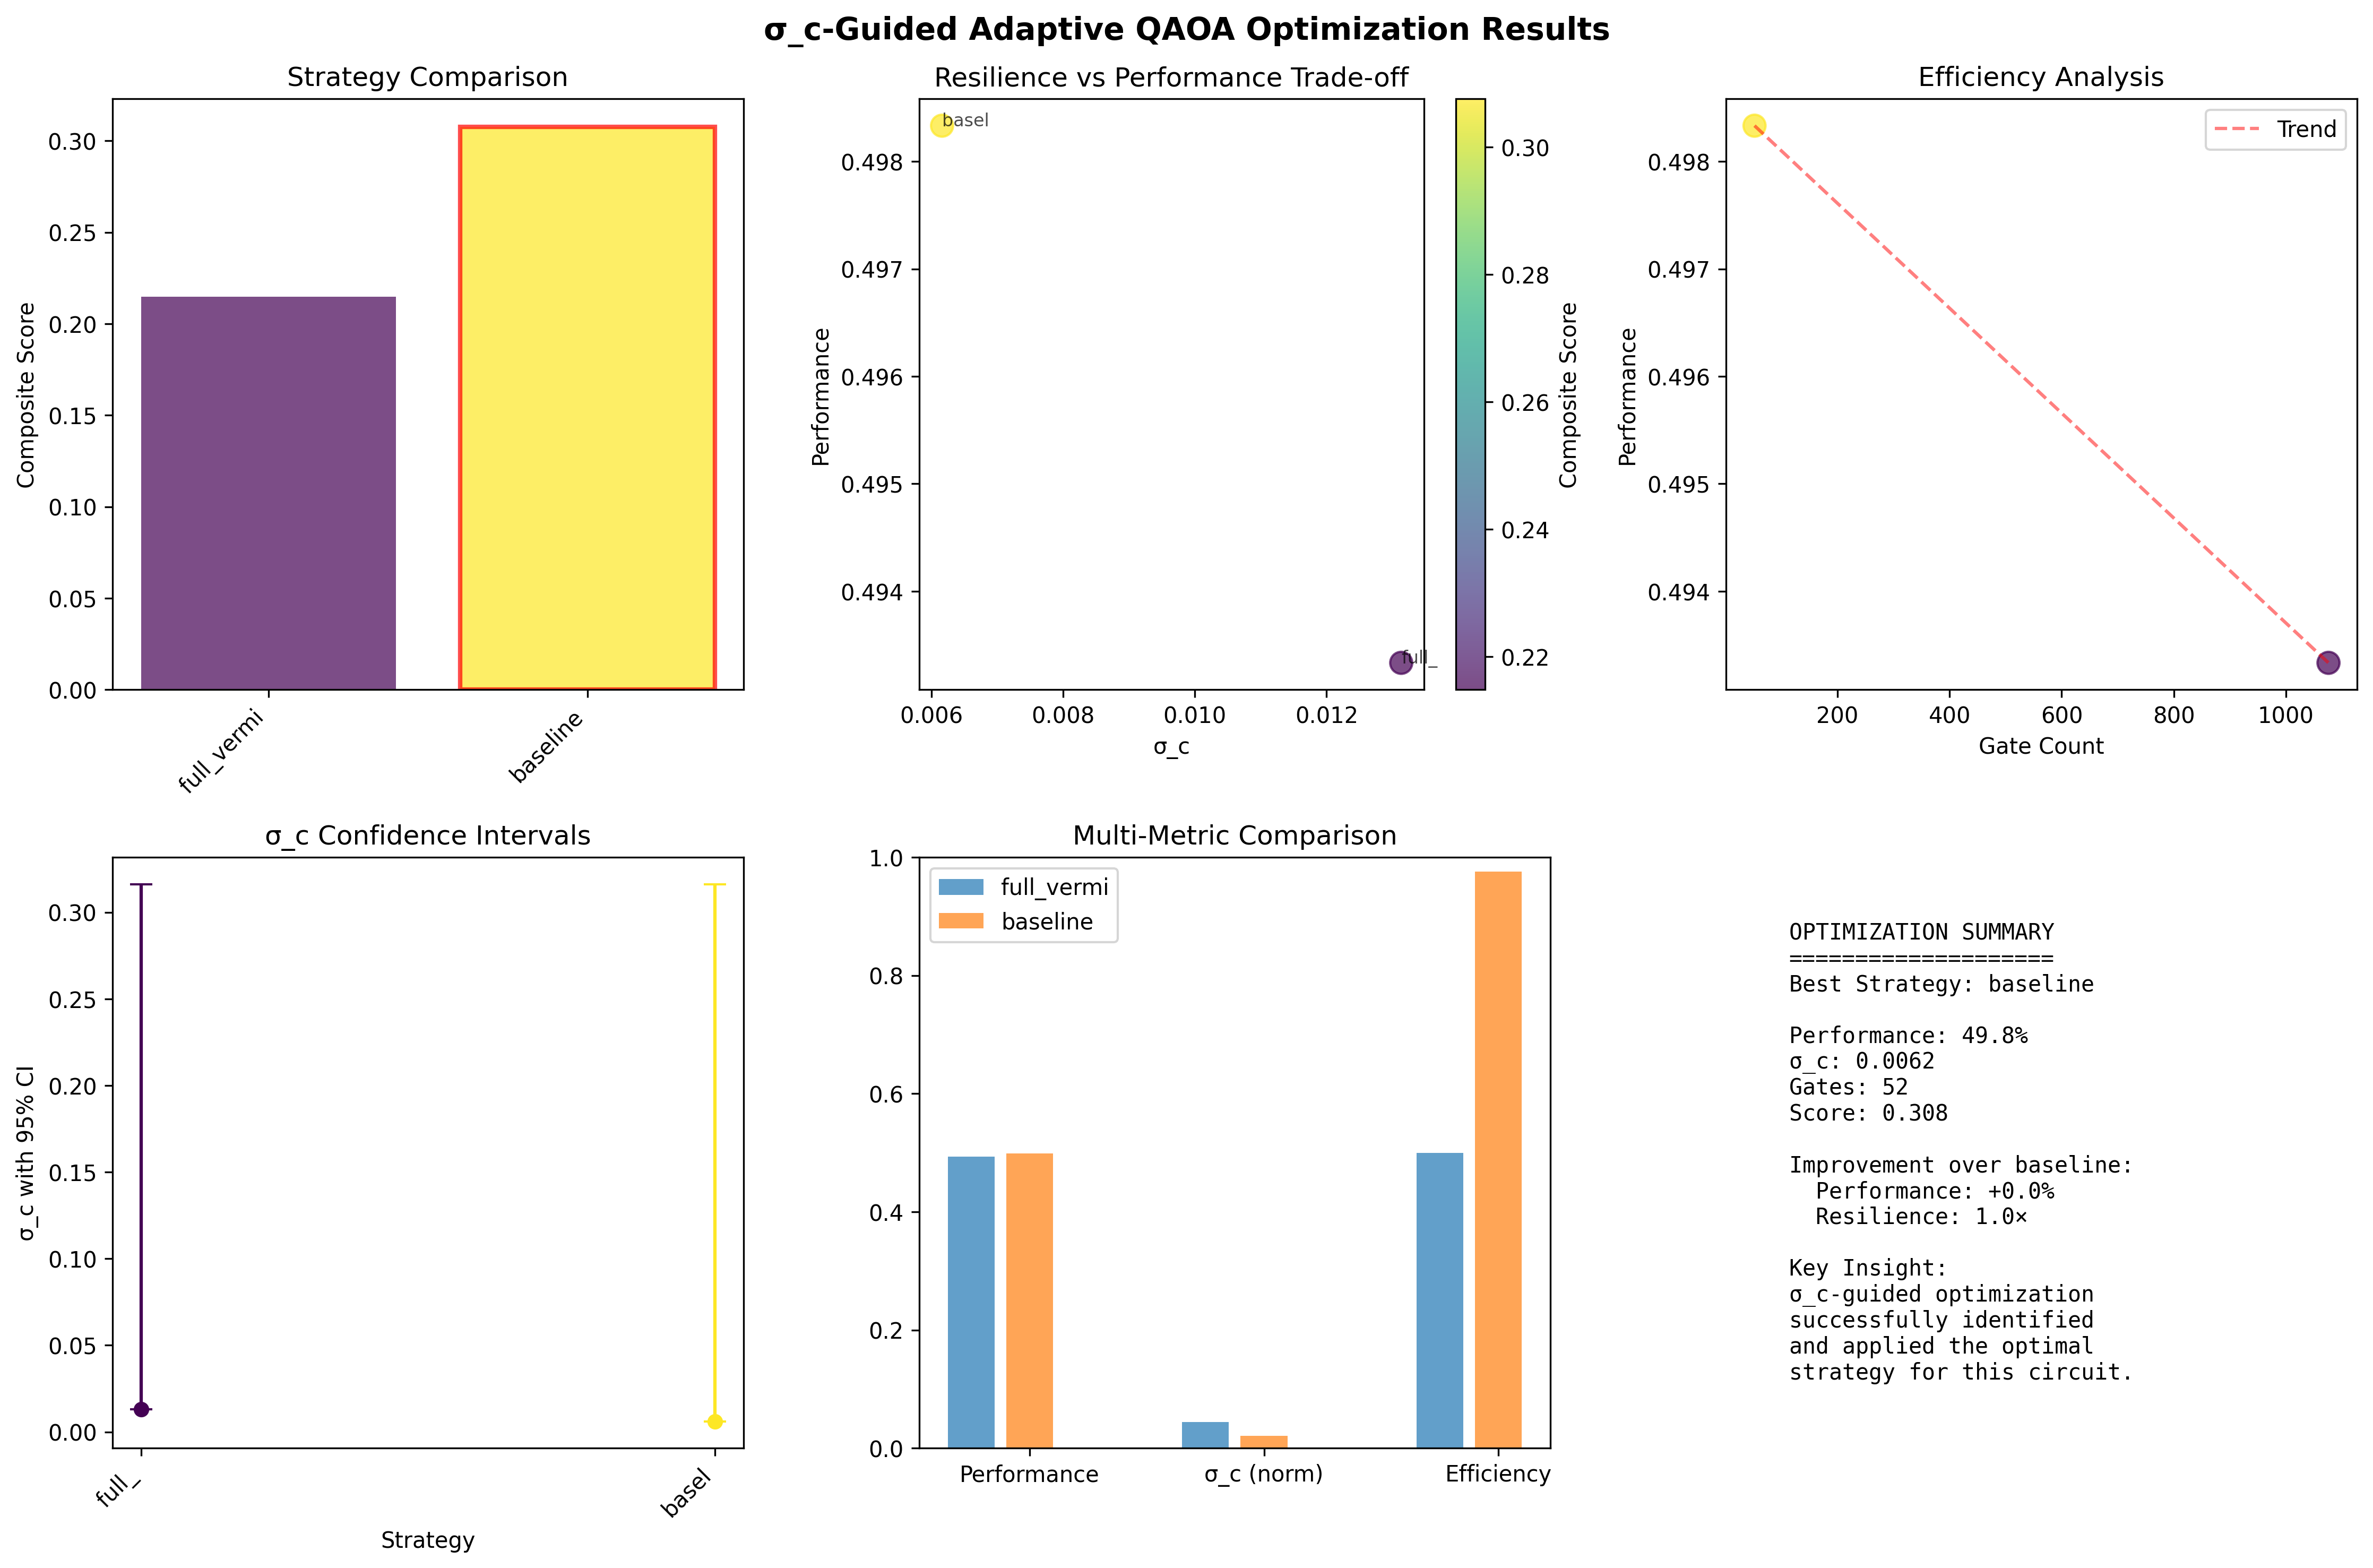 σ_c-Guided Adaptive QAOA Optimization Results
Strategy Comparison
Composite Score
0.30
0.25
0.20
0.15
0.10
0.05
0.00
full_vermi
baseline
Resilience vs Performance Trade-off
Performance
0.498
0.497
0.496
0.495
0.494
basel
full_
0.006
0.008
0.010
0.012
σ_c
0.30
0.28
0.26
0.24
0.22
Composite Score
Efficiency Analysis
Performance
0.498
0.497
0.496
0.495
0.494
Trend
200
400
600
800
1000
Gate Count
σ_c Confidence Intervals
σ_c with 95% CI
0.30
0.25
0.20
0.15
0.10
0.05
0.00
full_
basel
Strategy
Multi-Metric Comparison
1.0
0.8
0.6
0.4
0.2
0.0
full_vermi
baseline
Performance
σ_c (norm)
Efficiency
OPTIMIZATION SUMMARY
====================
Best Strategy: baseline
Performance: 49.8%
σ_c: 0.0062
Gates: 52
Score: 0.308
Improvement over baseline:
Performance: +0.0%
Resilience: 1.0×
Key Insight:
σ_c-guided optimization
successfully identified
and applied the optimal
strategy for this circuit.